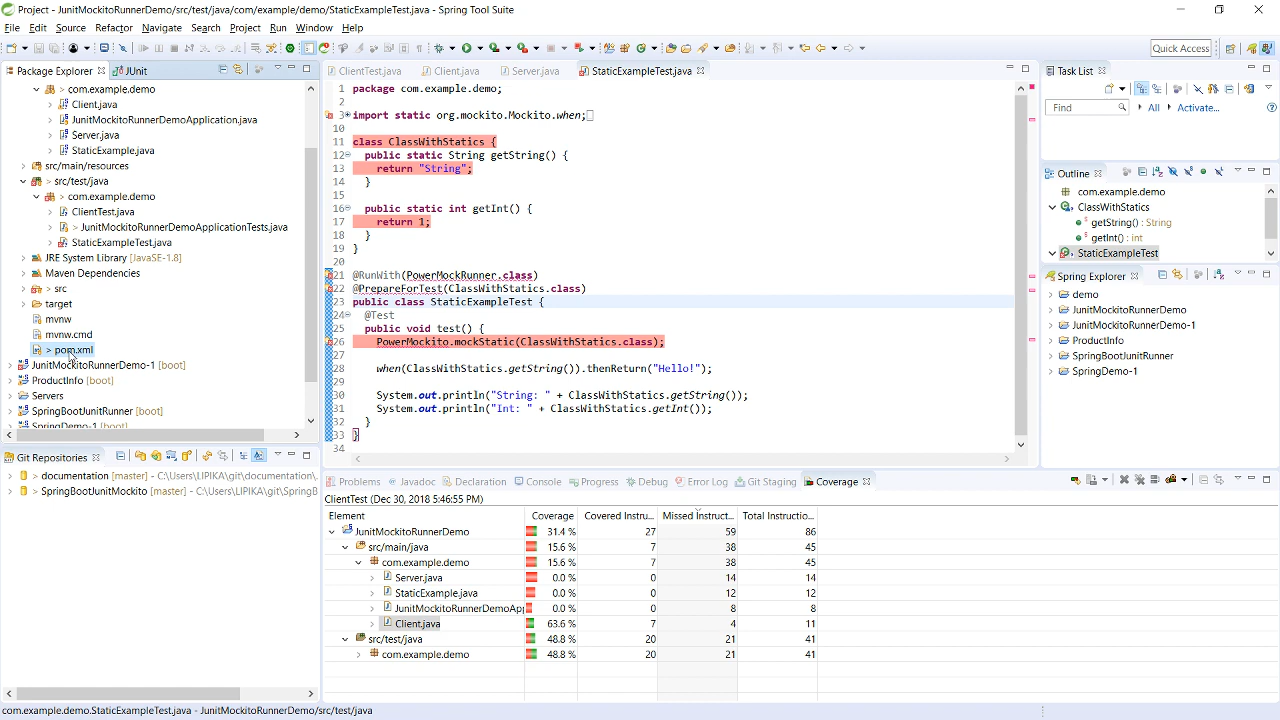 JunitMockitoRunnerDemo/src/test/java/com/example/demo/StaticExampleTest.java - Spring Tool Suite
File Edit Source Refactor Navigate Search Project Run Window Help
Quick Access
Package Explorer JUnit
com.example.demo
Client.java
JunitMockitoRunnerDemoApplication.java
Server.java
StaticExample.java
src/main/resources
> src/test/java
> com.example.demo
ClientTest.java
> JunitMockitoRunnerDemoApplicationTests.java
StaticExampleTest.java
JRE System Library [JavaSE-1.8]
Maven Dependencies
> src
target
mvnw
mvnw.cmd
> pom.xml
JunitMockitoRunnerDemo-1 [boot]
ProductInfo [boot]
Servers
SpringBootJunitRunner [boot]
SpringDemo-1 [boot]
Git Repositories
> documentation [master] - C:\Users\LIPIKA\git\documentation\.
> SpringBootJunitMockito [master] - C:\Users\LIPIKA\git\SpringB
ClientTest.java Client.java Server.java StaticExampleTest.java
1 package com.example.demo;
2
3 import static org.mockito.Mockito.when;
10
11 class ClassWithStatics {
12 public static String getString() {
13 return "String";
14 }
15
16 public static int getInt() {
17 return 1;
18 }
19 }
20
21 @RunWith(PowerMockRunner.class)
22 @PrepareForTest(ClassWithStatics.class)
23 public class StaticExampleTest {
24 @Test
25 public void test() {
26 PowerMockito.mockStatic(ClassWithStatics.class);
27
28 when(ClassWithStatics.getString()).thenReturn("Hello!");
29
30 System.out.println("String: " + ClassWithStatics.getString());
31 System.out.println("Int: " + ClassWithStatics.getInt());
32 }
33 }
34
Problems Javadoc Declaration Console Progress Debug Error Log Git Staging Coverage
ClientTest (Dec 30, 2018 5:46:55 PM)
Element Coverage Covered Instru... Missed Instruct... Total Instructio...
JunitMockitoRunnerDemo 31.4 % 27 59 86
src/main/java 15.6 % 7 38 45
com.example.demo 15.6 % 7 38 45
Server.java 0.0 % 0 14 14
StaticExample.java 0.0 % 0 12 12
JunitMockitoRunnerDemoAp 0.0 % 0 8 8
Client.java 63.6 % 7 4 11
src/test/java 48.8 % 20 21 41
com.example.demo 48.8 % 20 21 41
Task List
Find All Activate...
Outline
com.example.demo
ClassWithStatics
getString() : String
getInt() : int
StaticExampleTest
Spring Explorer
demo
JunitMockitoRunnerDemo
JunitMockitoRunnerDemo-1
ProductInfo
SpringBootJunitRunner
SpringDemo-1
com.example.demo.StaticExampleTest.java - JunitMockitoRunnerDemo/src/test/java